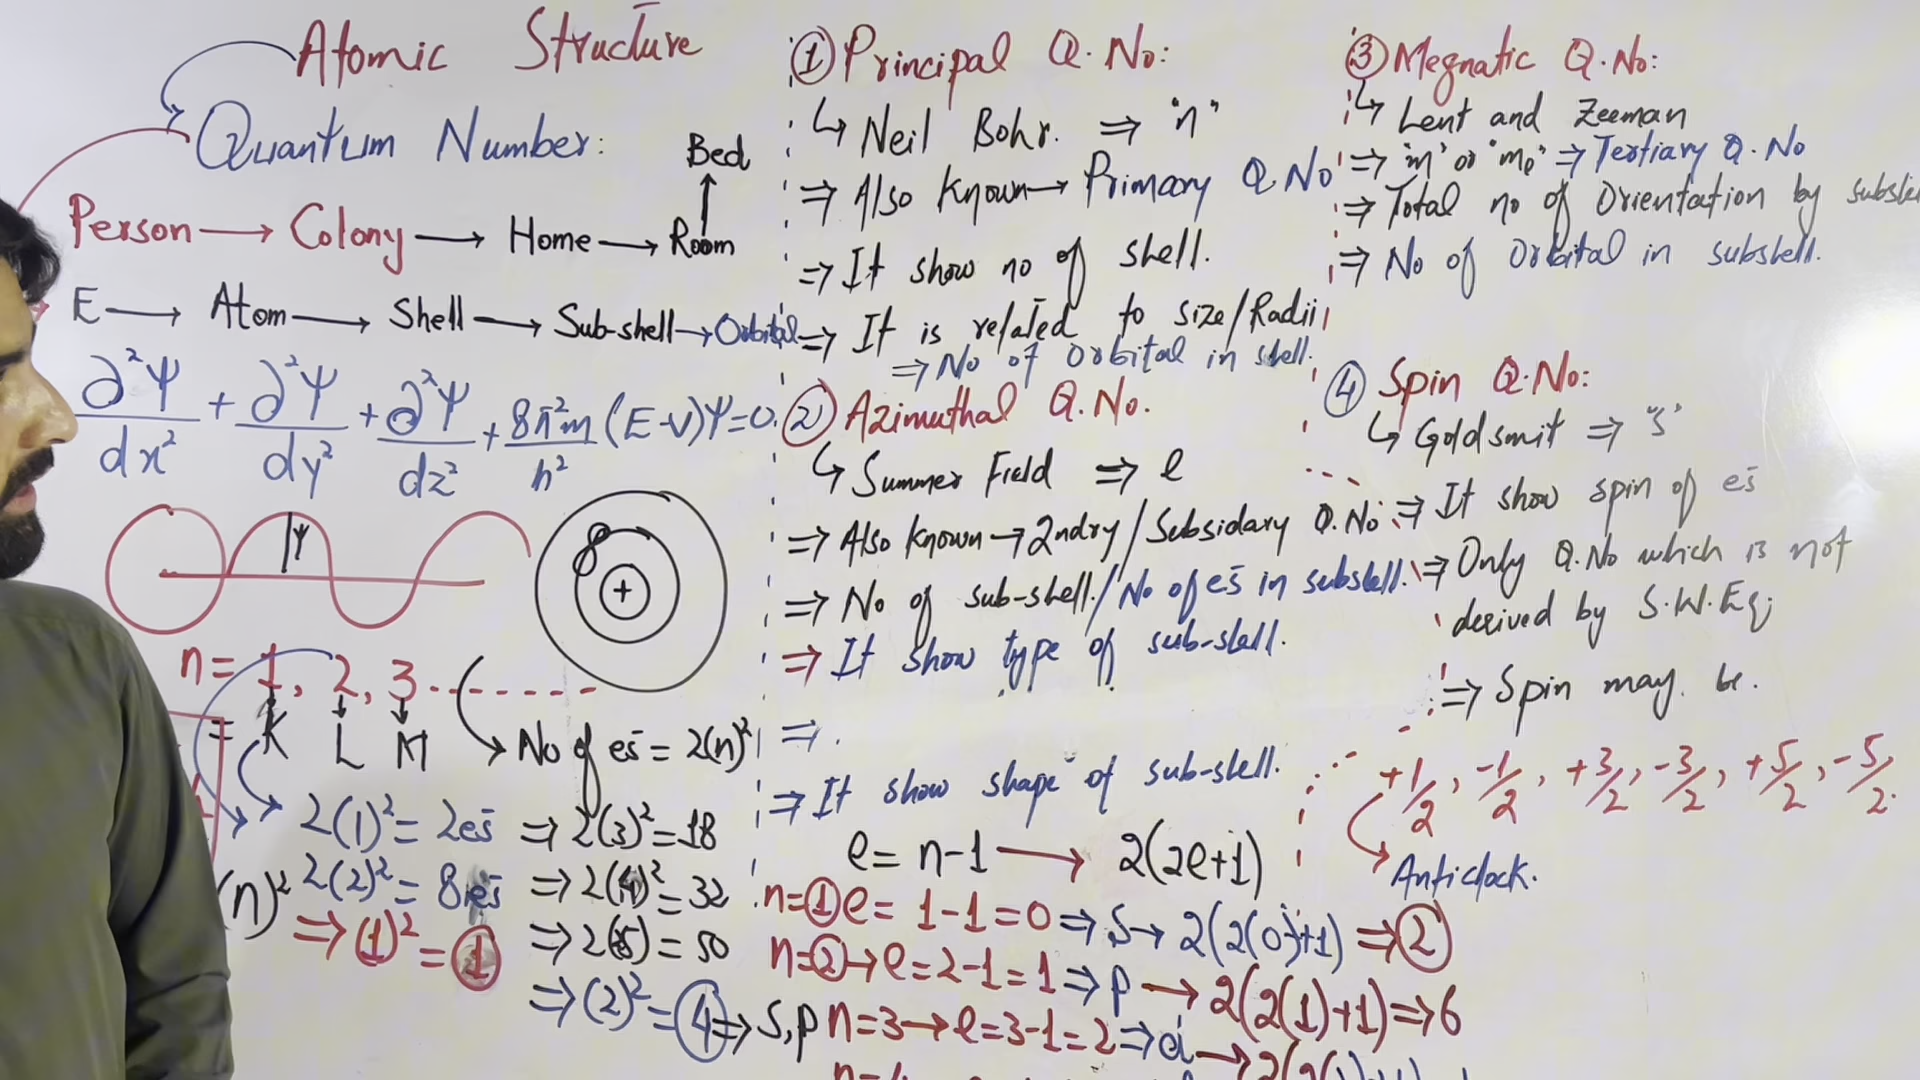 Atomic Structure
Quantum Number:
Bed
Person → Colony → Home → Room
E → Atom → Shell → Sub-shell → Orbital
∂²Ψ/dx² + ∂²Ψ/dy² + ∂²Ψ/dz² + 8π²m/h² (E-V)Ψ=0.
Ψ
+
n= 1, 2, 3
= K L M
No of es = 2(n)²
2(1)² = 2es ⇒ 2(3)² = 18
(n)² 2(2)² = 8es ⇒ 2(4)² = 32
⇒ (1)² = 1 ⇒ 2(5) = 50
⇒ (2)² = 4 ⇒ S,p
① Principal Q.No:
↳ Neil Bohr. ⇒ "n"
⇒ Also Known → Primary Q.No
⇒ It show no of shell.
⇒ It is related to size/Radii
⇒ No of Orbital in shell.
② Azimuthal Q.No.
↳ Summer Field ⇒ l
⇒ Also known → 2ndry/Subsidary Q.No
⇒ No of sub-shell./No of es in subshell.
⇒ It show type of sub-shell.
⇒ .
⇒ It show shape of sub-shell.
l = n-1 → 2(2l+1)
n=① l = 1-1=0 ⇒ S → 2(2(0)+1) ⇒ ②
n=② → l=2-1=1 ⇒ p → 2(2(1)+1) ⇒ 6
n=3 → l=3-1=2 ⇒ d →
③ Megnatic Q.No:
↳ Lent and Zeeman
⇒ "m" or "ml" ⇒ Tertiary Q.No
⇒ Total no of Orientation by
⇒ No of Orbital in subshell.
④ Spin Q.No:
↳ Goldsmit ⇒ "S"
⇒ It show spin of es
⇒ Only Q.No which is not
derived by S.W.Eq;
⇒ Spin may be.
+1/2, -1/2, +3/2, -3/2, +5/2, -5/2.
Anticlock.